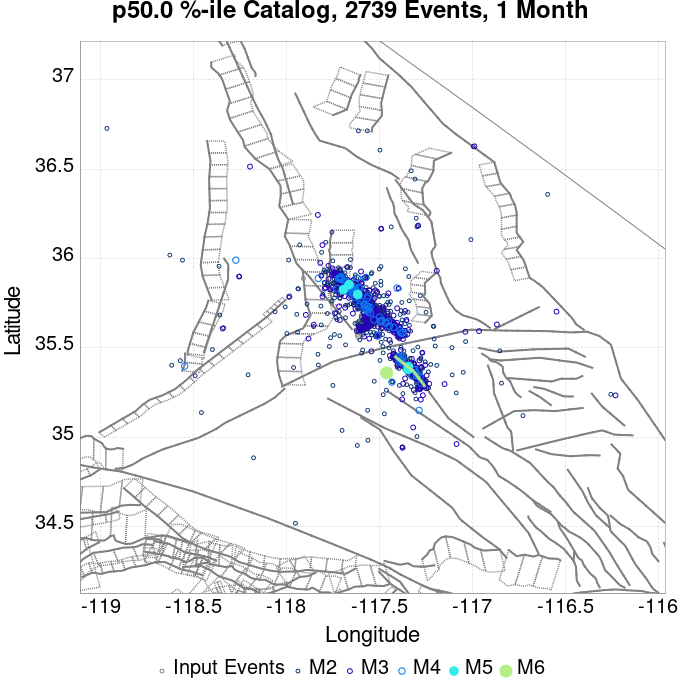 p50.0 %-ile Catalog, 2739 Events, 1 Month
37
36.5
36
35.5
35
34.5
Latitude
-119 -118.5 -118 -117.5 -117 -116.5 -116
Longitude
Input Events M2 M3 M4 M5 M6